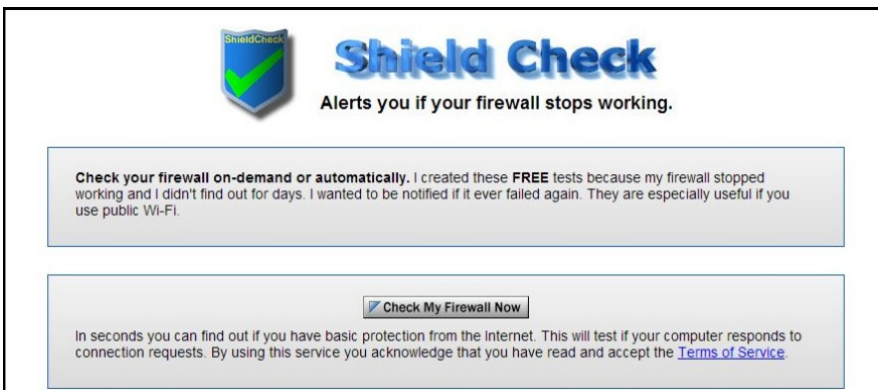 ShieldCheck
Shield Check
Alerts you if your firewall stops working.
Check your firewall on-demand or automatically. I created these FREE tests because my firewall stopped
working and I didn't find out for days. I wanted to be notified if it ever failed again. They are especially useful if you
use public Wi-Fi.
Check My Firewall Now
In seconds you can find out if you have basic protection from the Internet. This will test if your computer responds to
connection requests. By using this service you acknowledge that you have read and accept the Terms of Service.